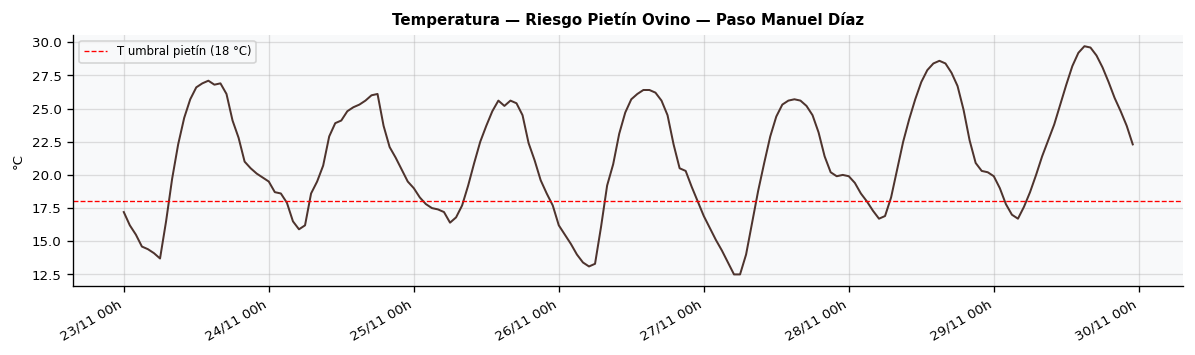 Temperatura — Riesgo Pietín Ovino — Paso Manuel Díaz
T umbral pietín (18 °C)
°C
30.0
27.5
25.0
22.5
20.0
17.5
15.0
12.5
23/11 00h
24/11 00h
25/11 00h
26/11 00h
27/11 00h
28/11 00h
29/11 00h
30/11 00h